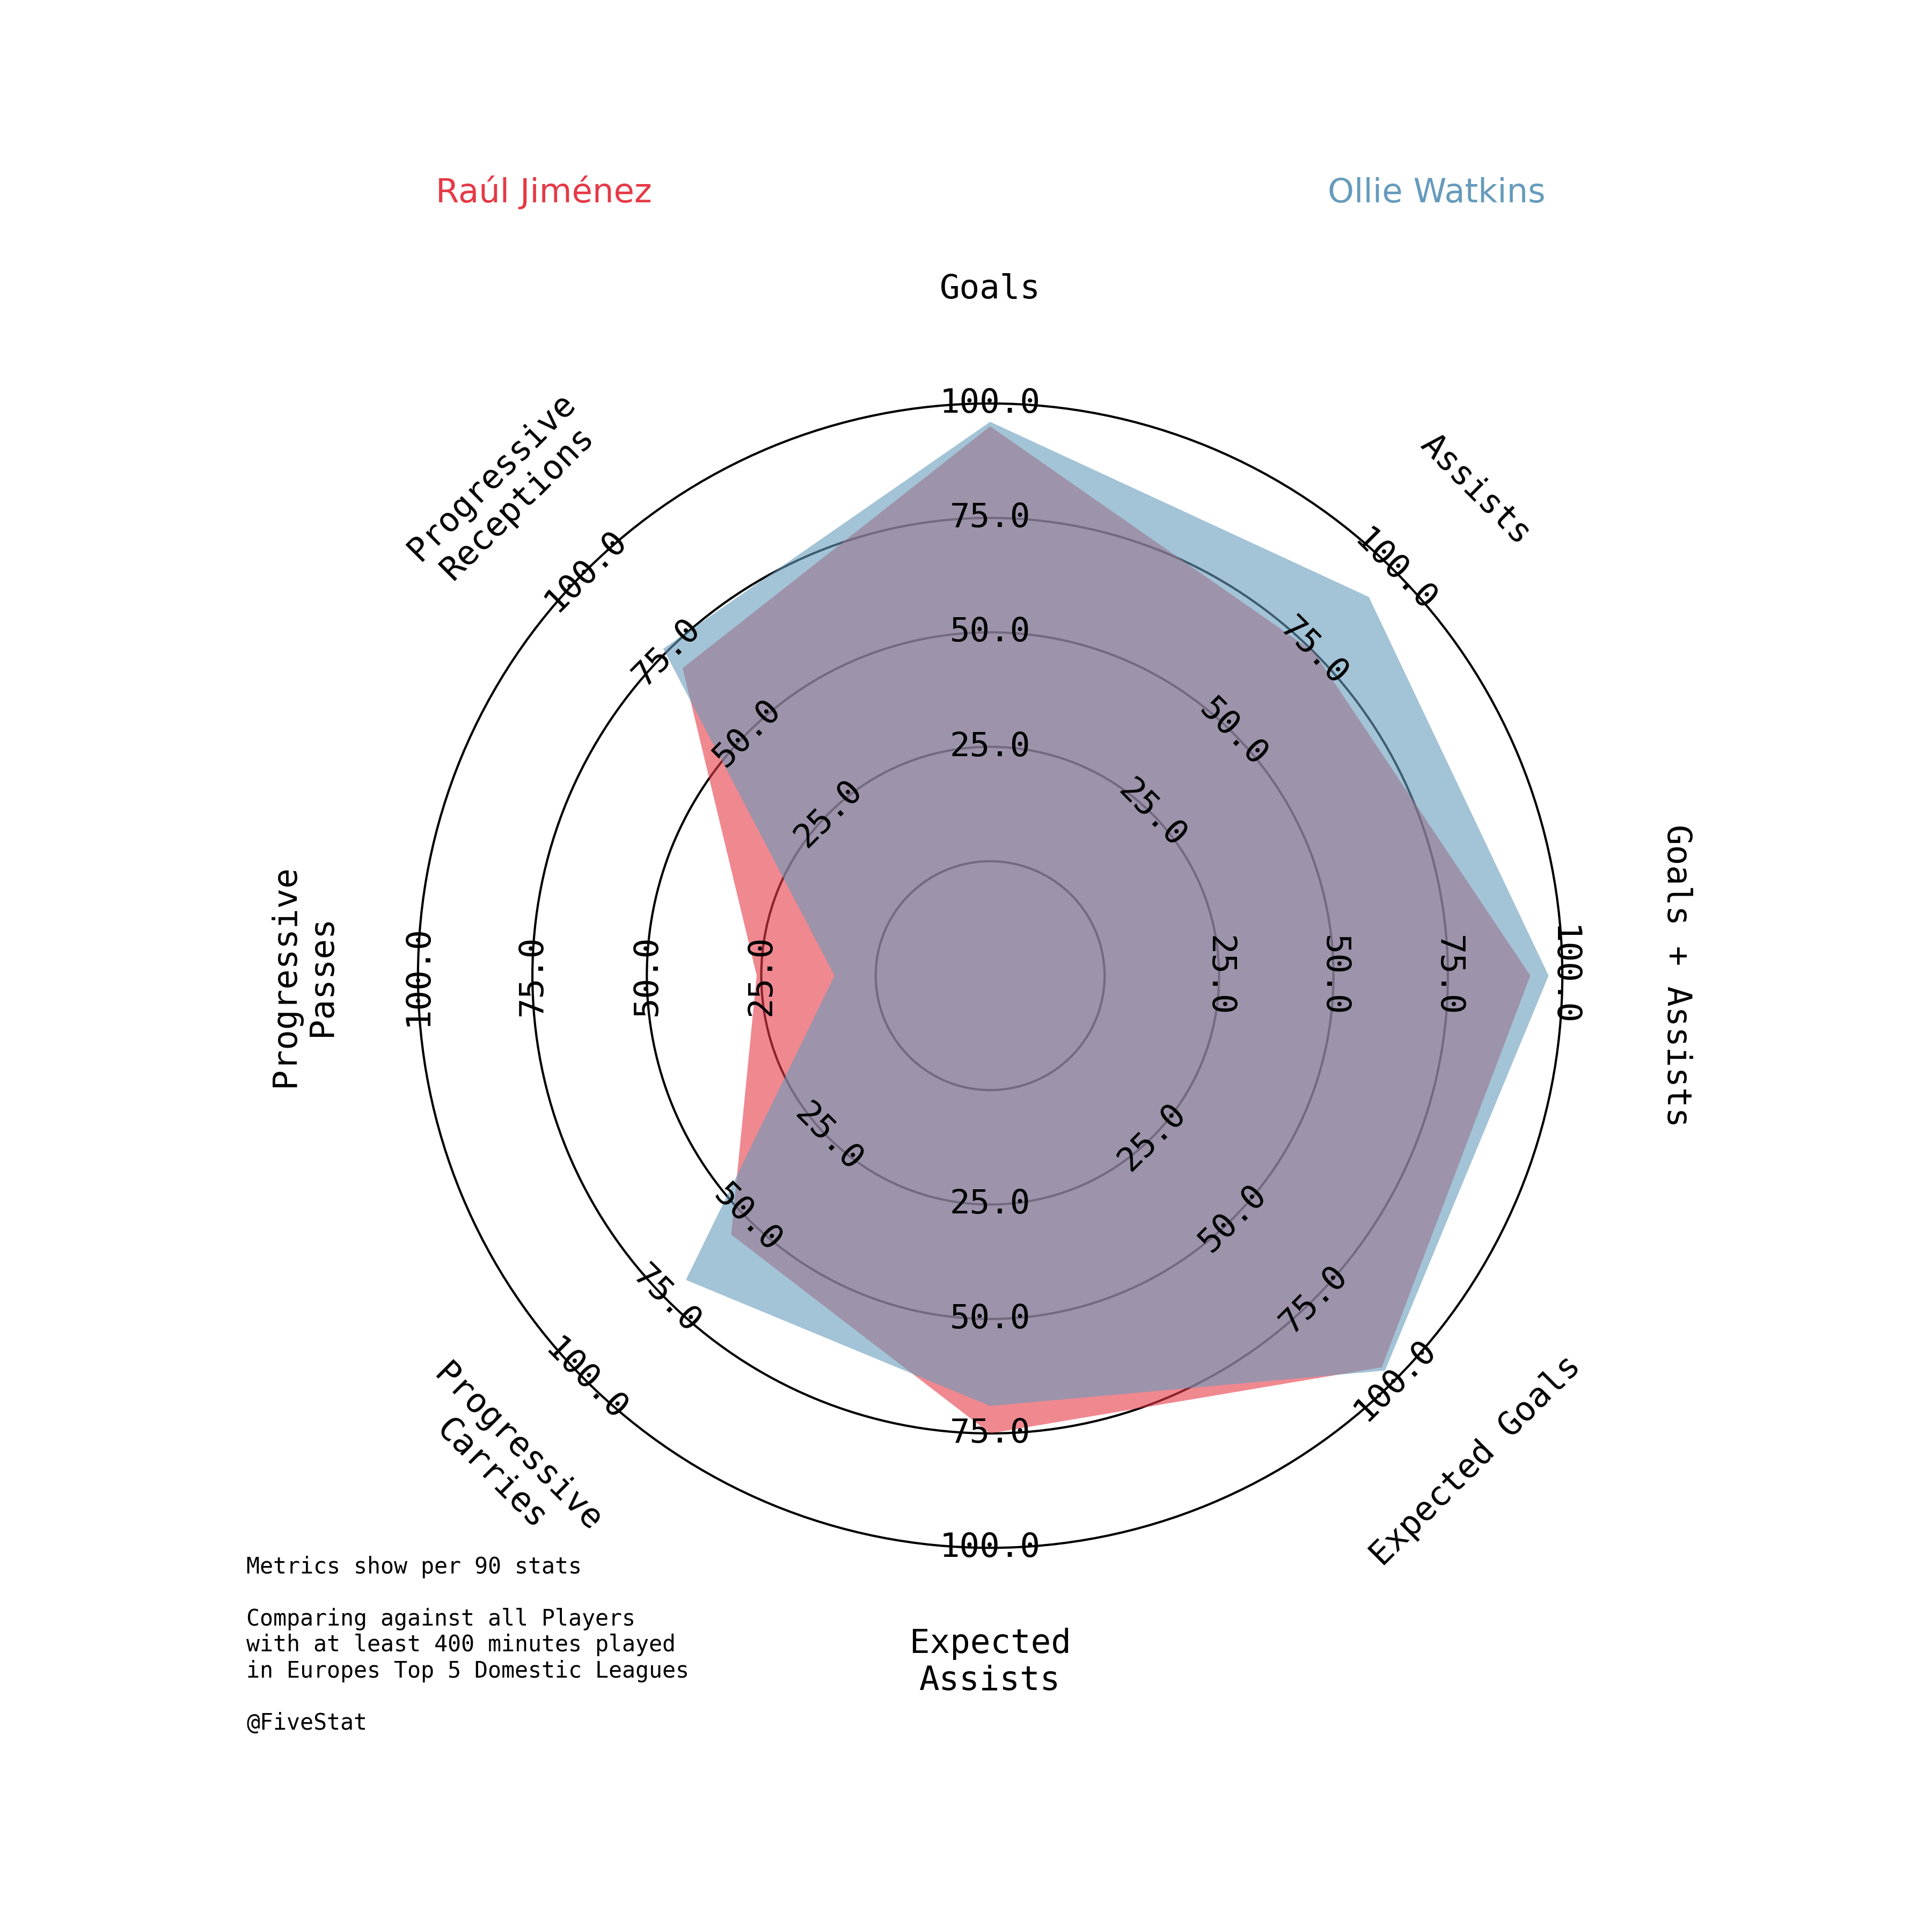 Raúl Jiménez
Ollie Watkins
Goals
Assists
Goals + Assists
Expected Goals
Expected
Assists
Progressive
Carries
Progressive
Passes
Progressive
Receptions
25.0
50.0
75.0
100.0
25.0
50.0
75.0
100.0
25.0
50.0
75.0
100.0
25.0
50.0
75.0
100.0
25.0
50.0
75.0
100.0
25.0
50.0
75.0
100.0
25.0
50.0
75.0
100.0
25.0
50.0
75.0
100.0
Metrics show per 90 stats
Comparing against all Players
with at least 400 minutes played
in Europes Top 5 Domestic Leagues
@FiveStat